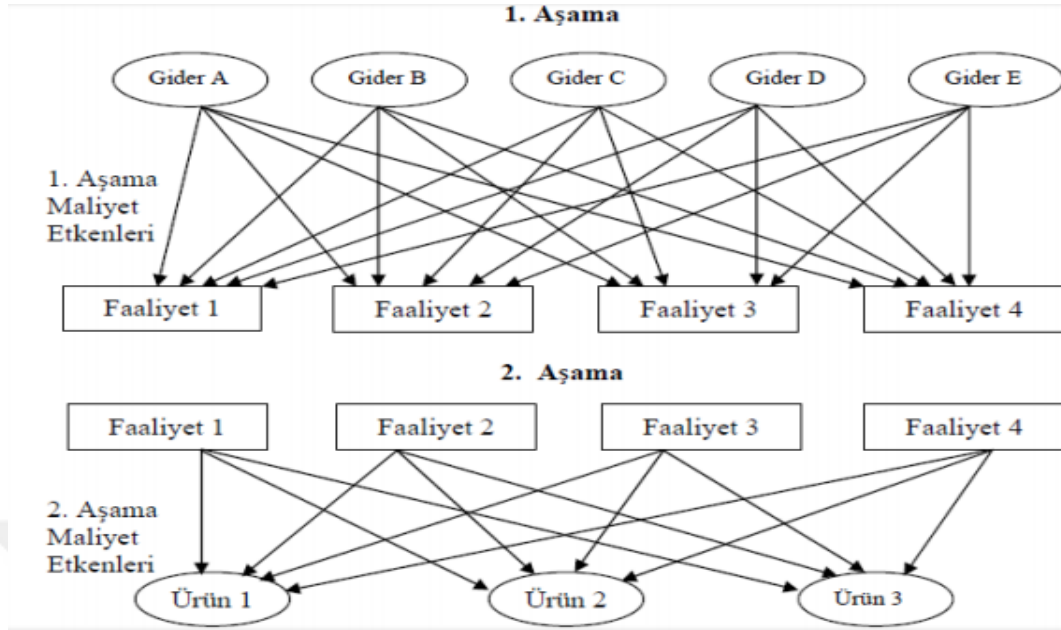 1. Aşama
Gider A
Gider B
Gider C
Gider D
Gider E
1. Aşama
Maliyet
Etkenleri
Faaliyet 1
Faaliyet 2
Faaliyet 3
Faaliyet 4
2. Aşama
Faaliyet 1
Faaliyet 2
Faaliyet 3
Faaliyet 4
2. Aşama
Maliyet
Etkenleri
Ürün 1
Ürün 2
Ürün 3